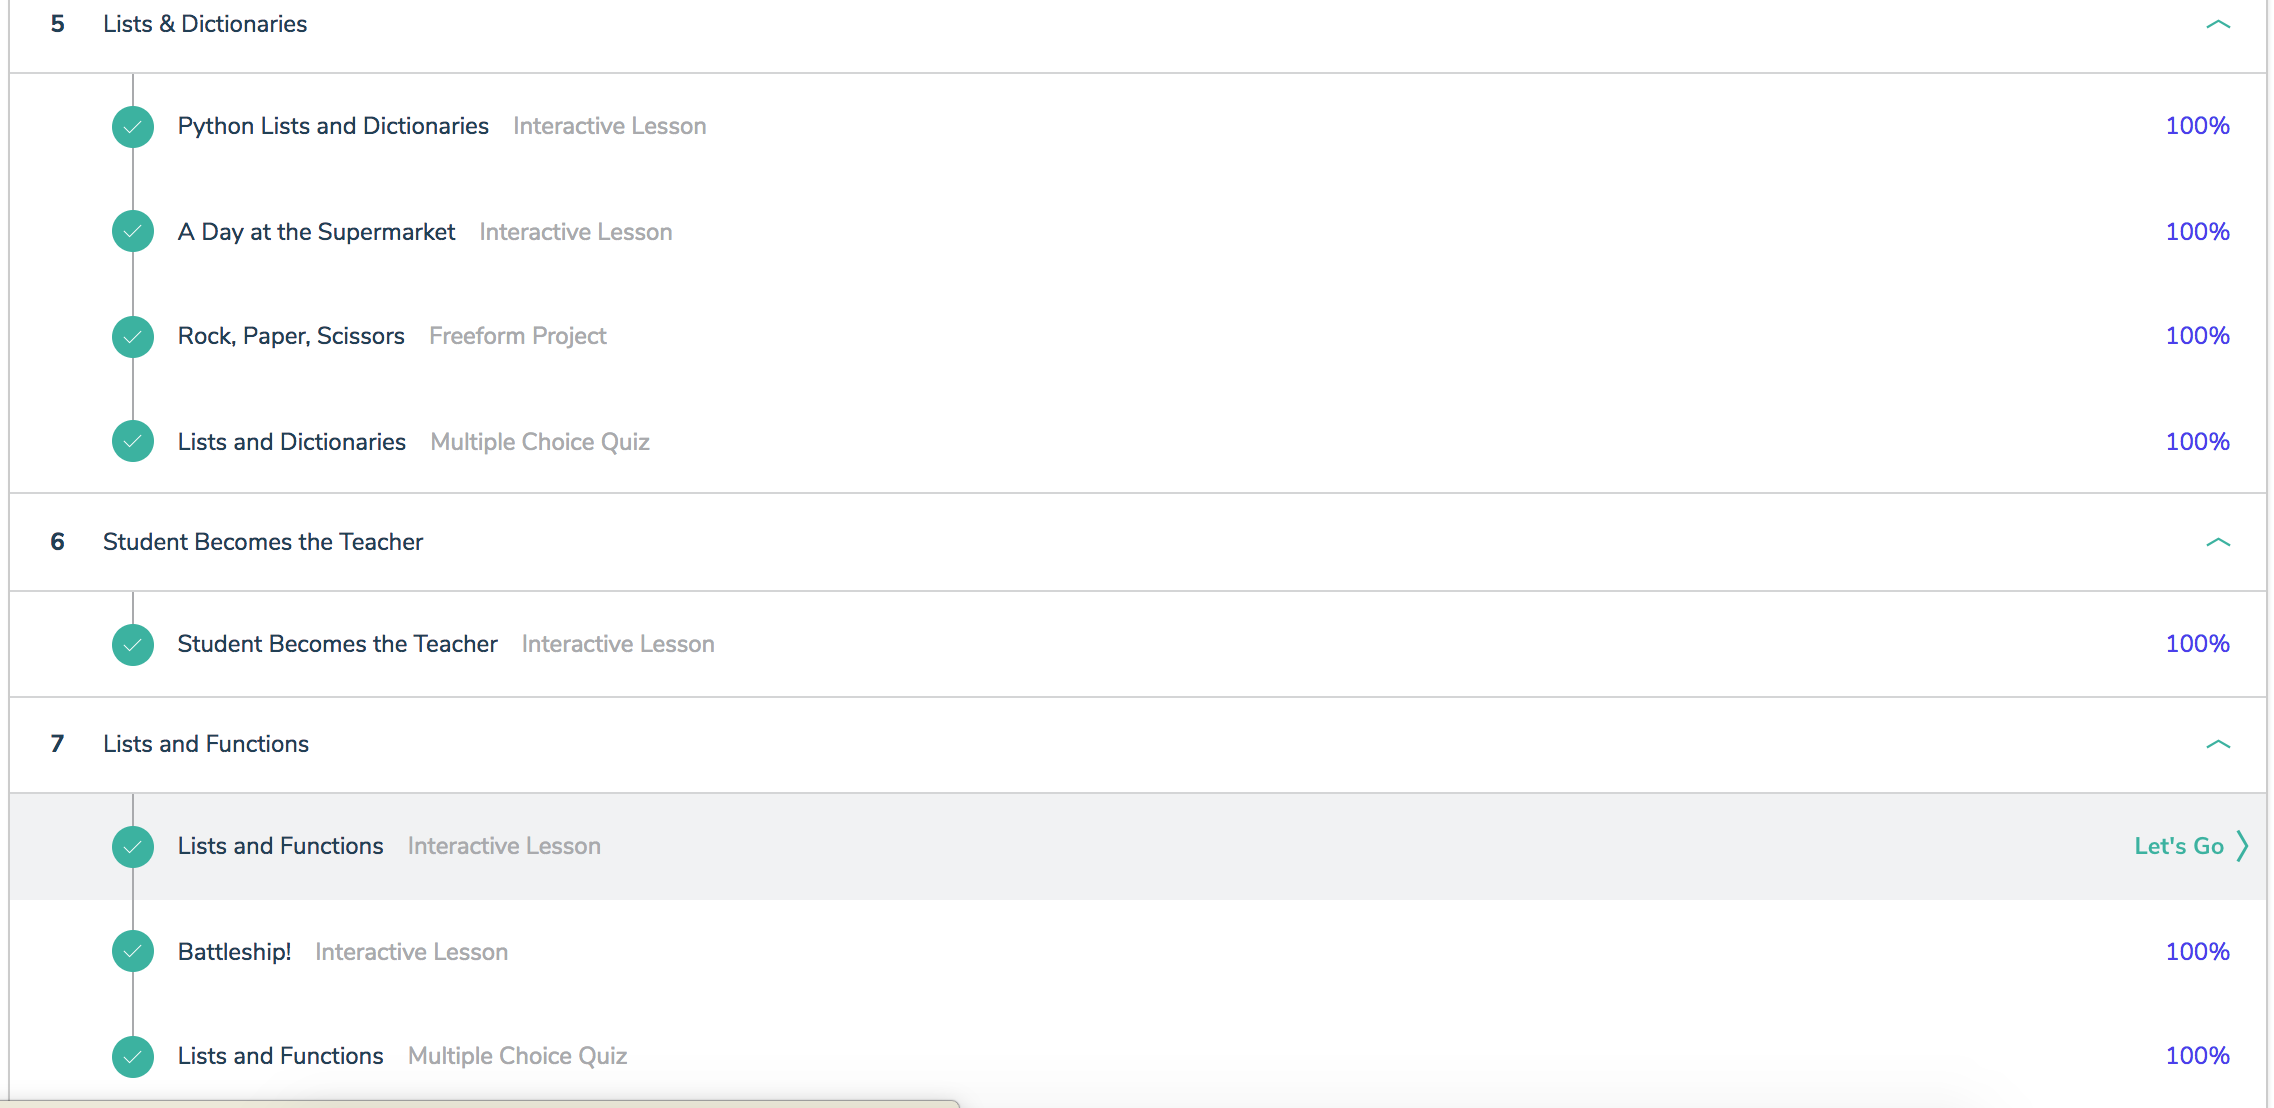 5 Lists & Dictionaries
Python Lists and Dictionaries Interactive Lesson 100%
A Day at the Supermarket Interactive Lesson 100%
Rock, Paper, Scissors Freeform Project 100%
Lists and Dictionaries Multiple Choice Quiz 100%
6 Student Becomes the Teacher
Student Becomes the Teacher Interactive Lesson 100%
7 Lists and Functions
Lists and Functions Interactive Lesson Let's Go
Battleship! Interactive Lesson 100%
Lists and Functions Multiple Choice Quiz 100%